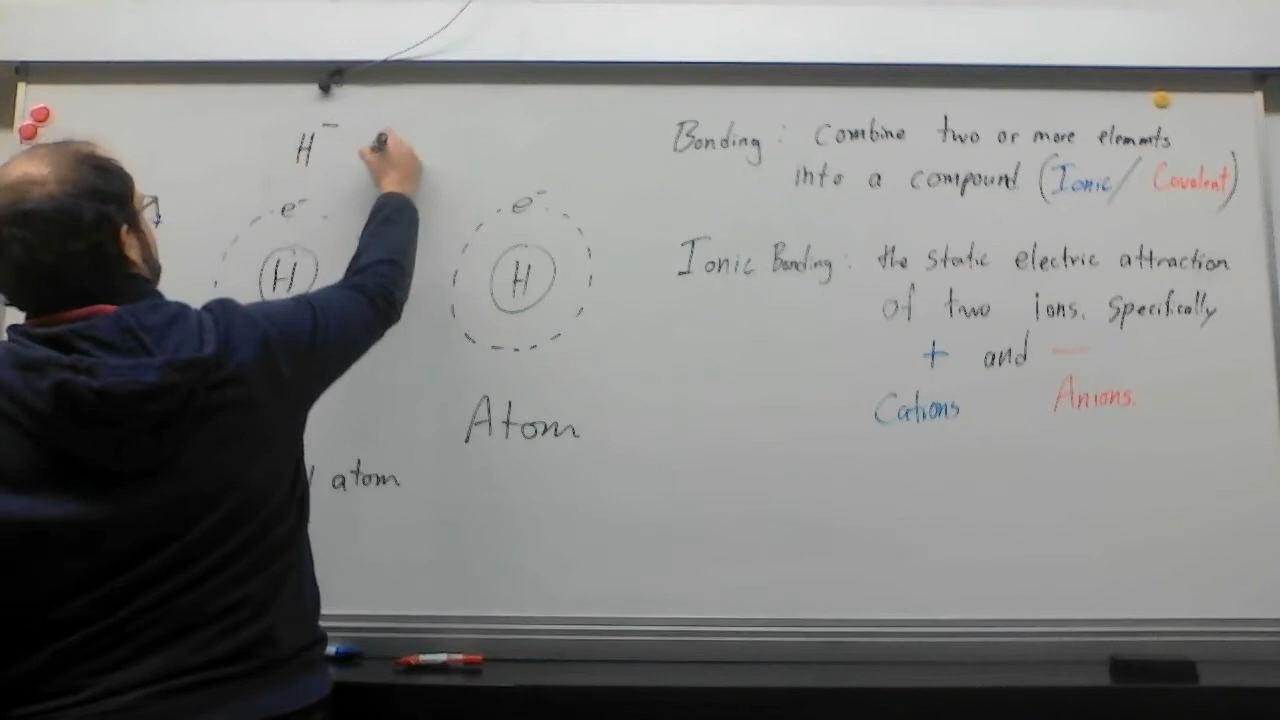 H⁻
e⁻
H
e⁻
H
Atom
atom
Bonding : Combine two or more elements
into a compound (Ionic/ Covalent)
Ionic Bonding : the static electric attraction
of two ions. Specifically
+ and −
Cations Anions.